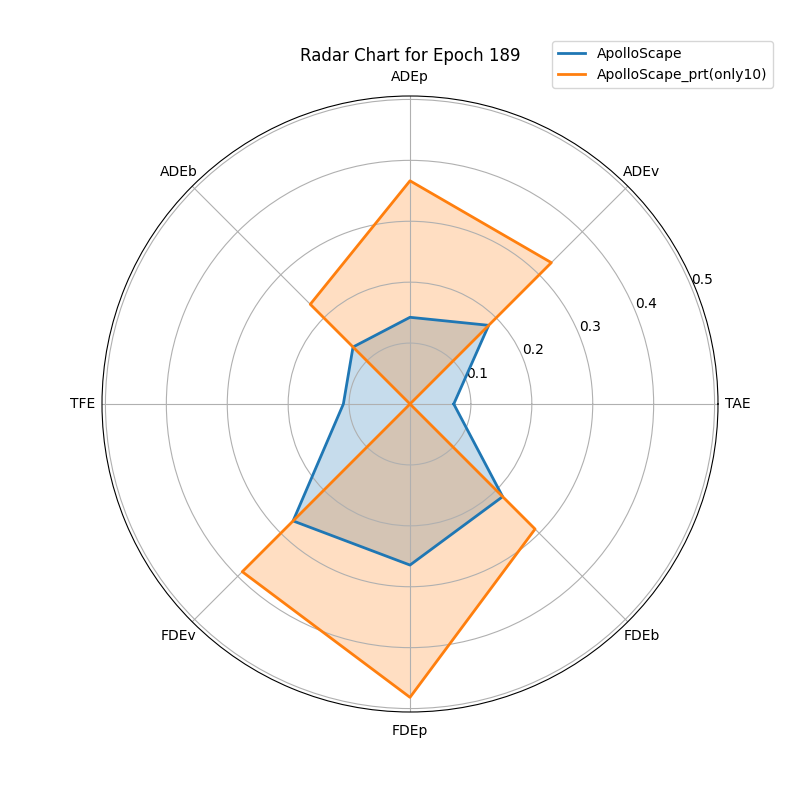 Radar Chart for Epoch 189
ApolloScape
ApolloScape_prt(only10)
ADEp
ADEb
ADEv
0.5
0.4
0.3
0.2
0.1
TFE
TAE
FDEv
FDEb
FDEp